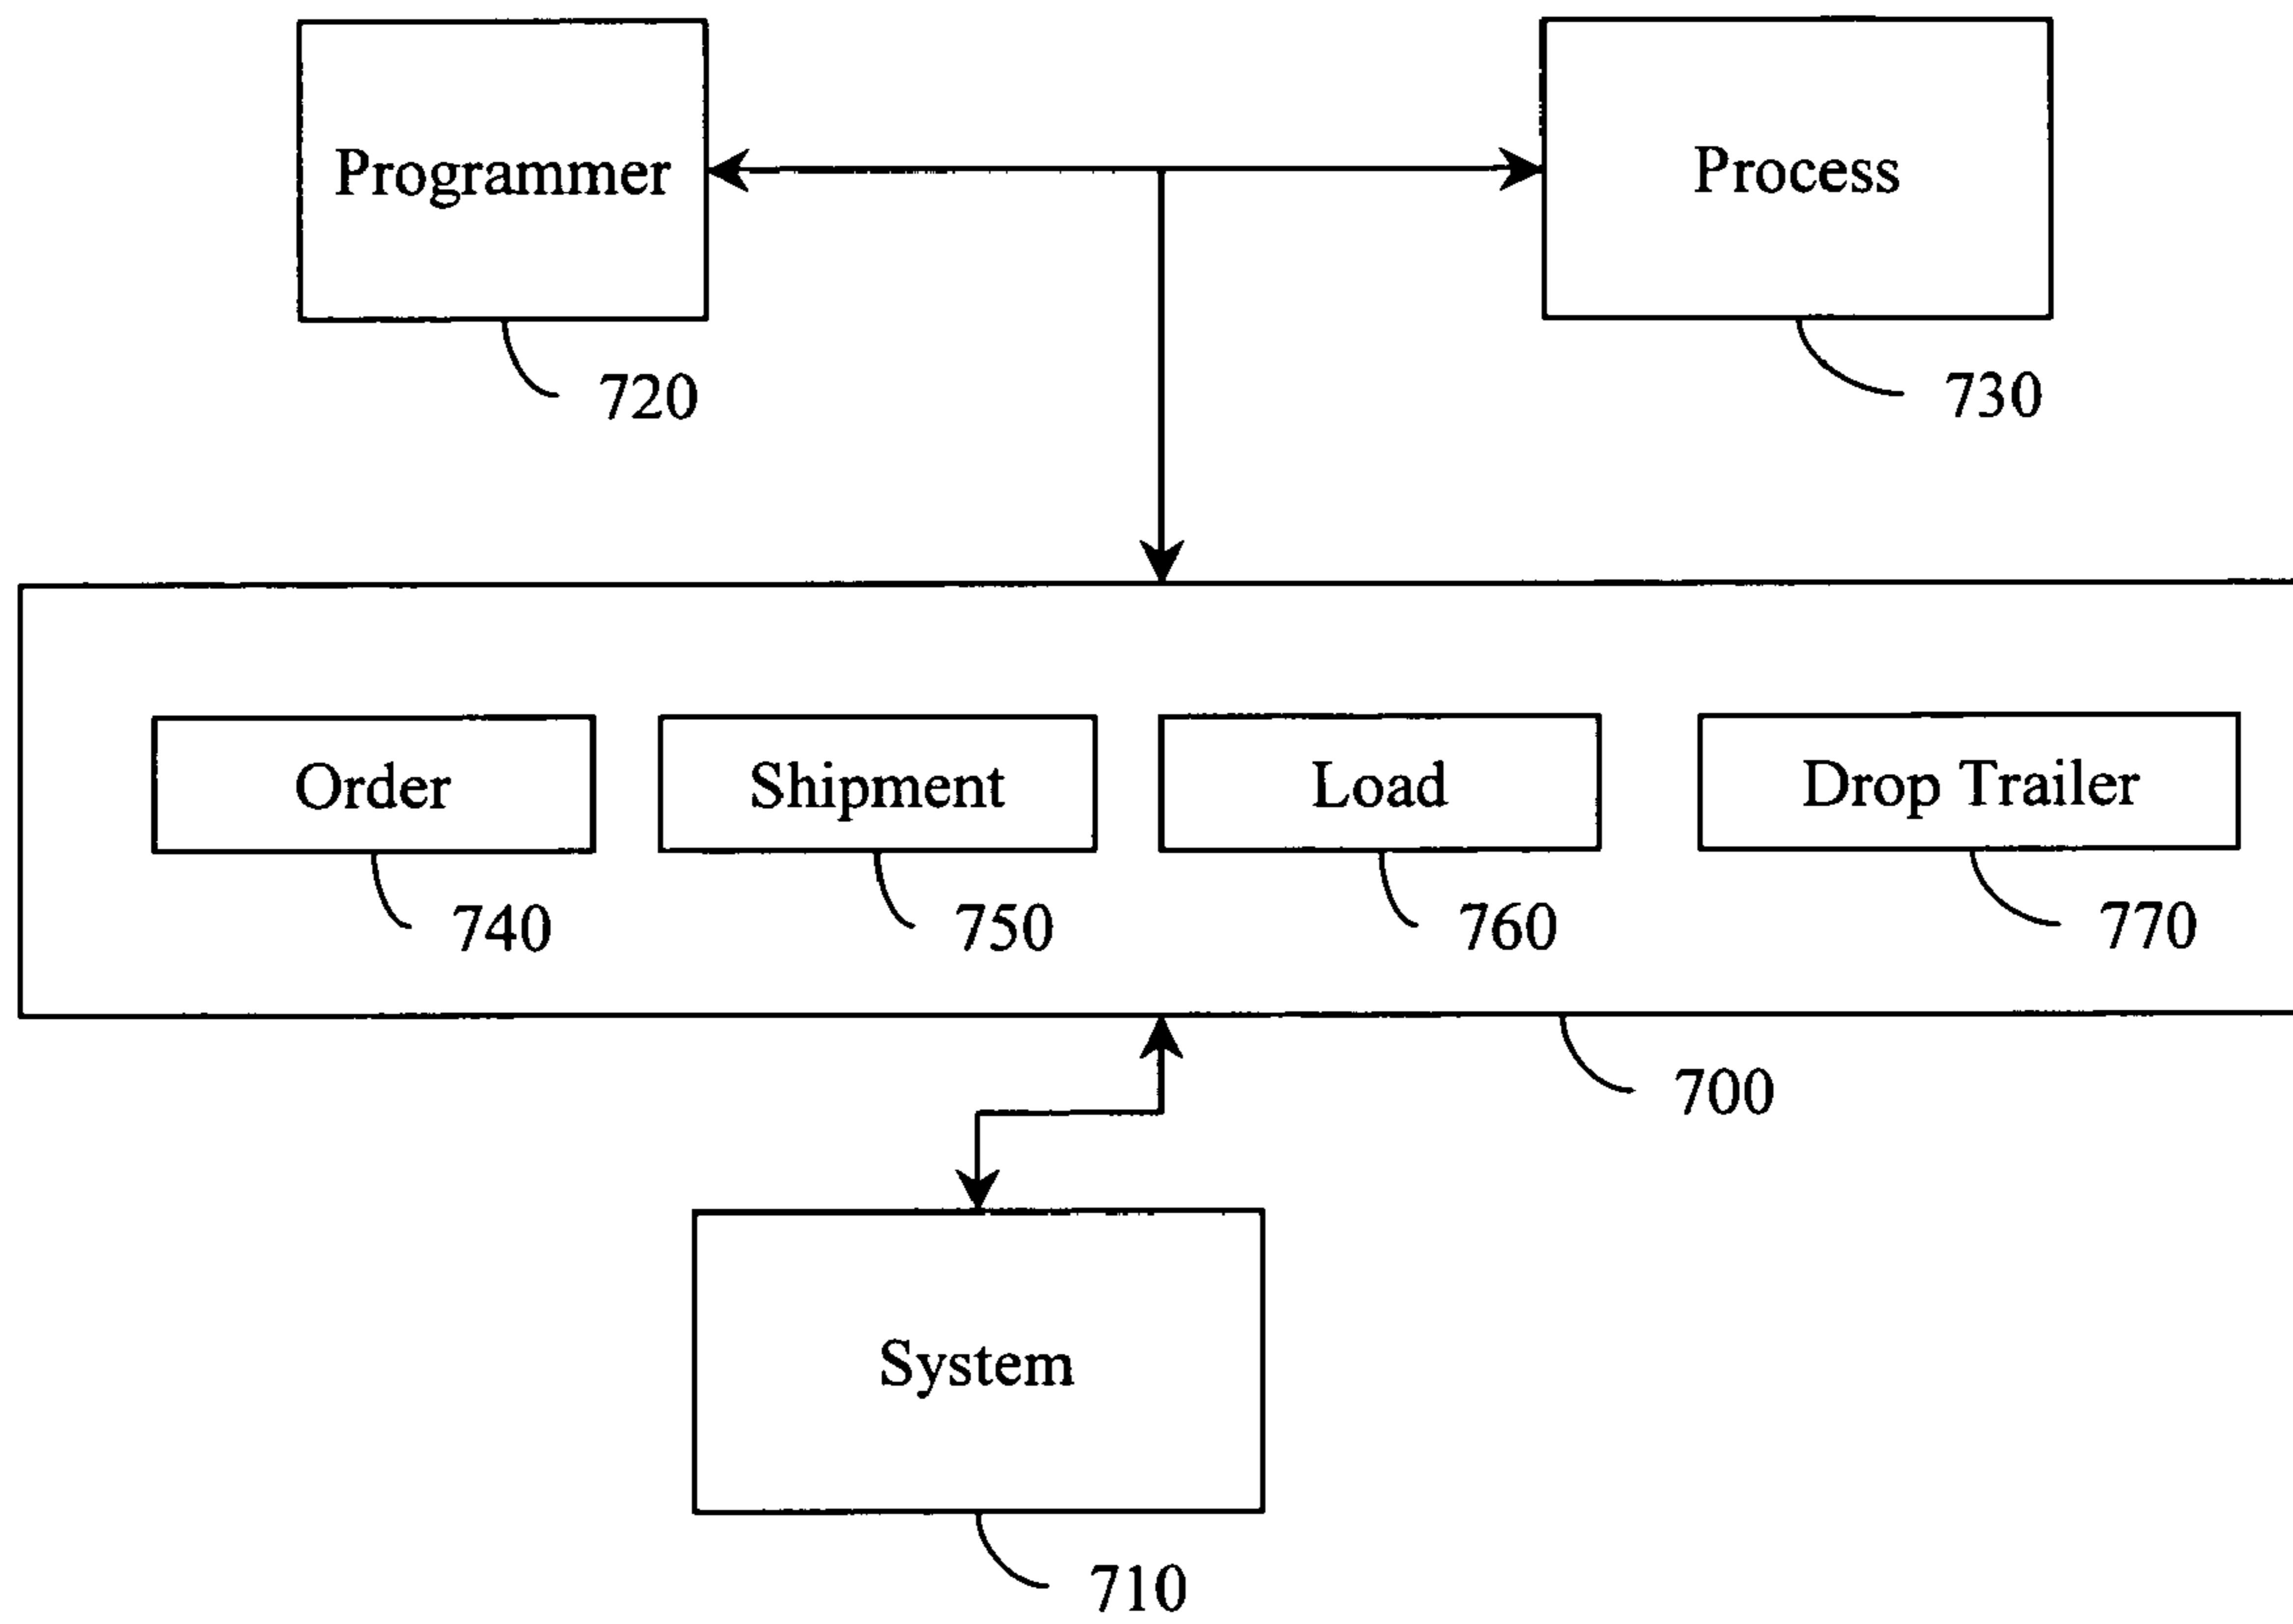 Programmer
Process
720
730
Order
Shipment
Load
Drop Trailer
740
750
760
770
700
System
710